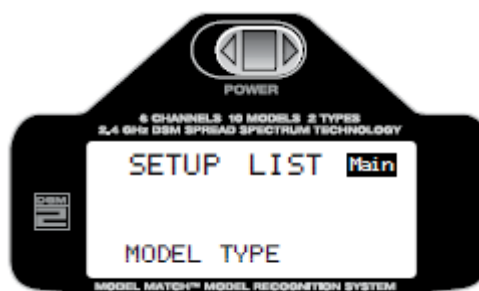 POWER
6 CHANNELS 10 MODELS 2 TYPES
2.4 GHz DSM SPREAD SPECTRUM TECHNOLOGY
SETUP LIST Main
DSM
2
MODEL TYPE
MODEL MATCH™ MODEL RECOGNITION SYSTEM